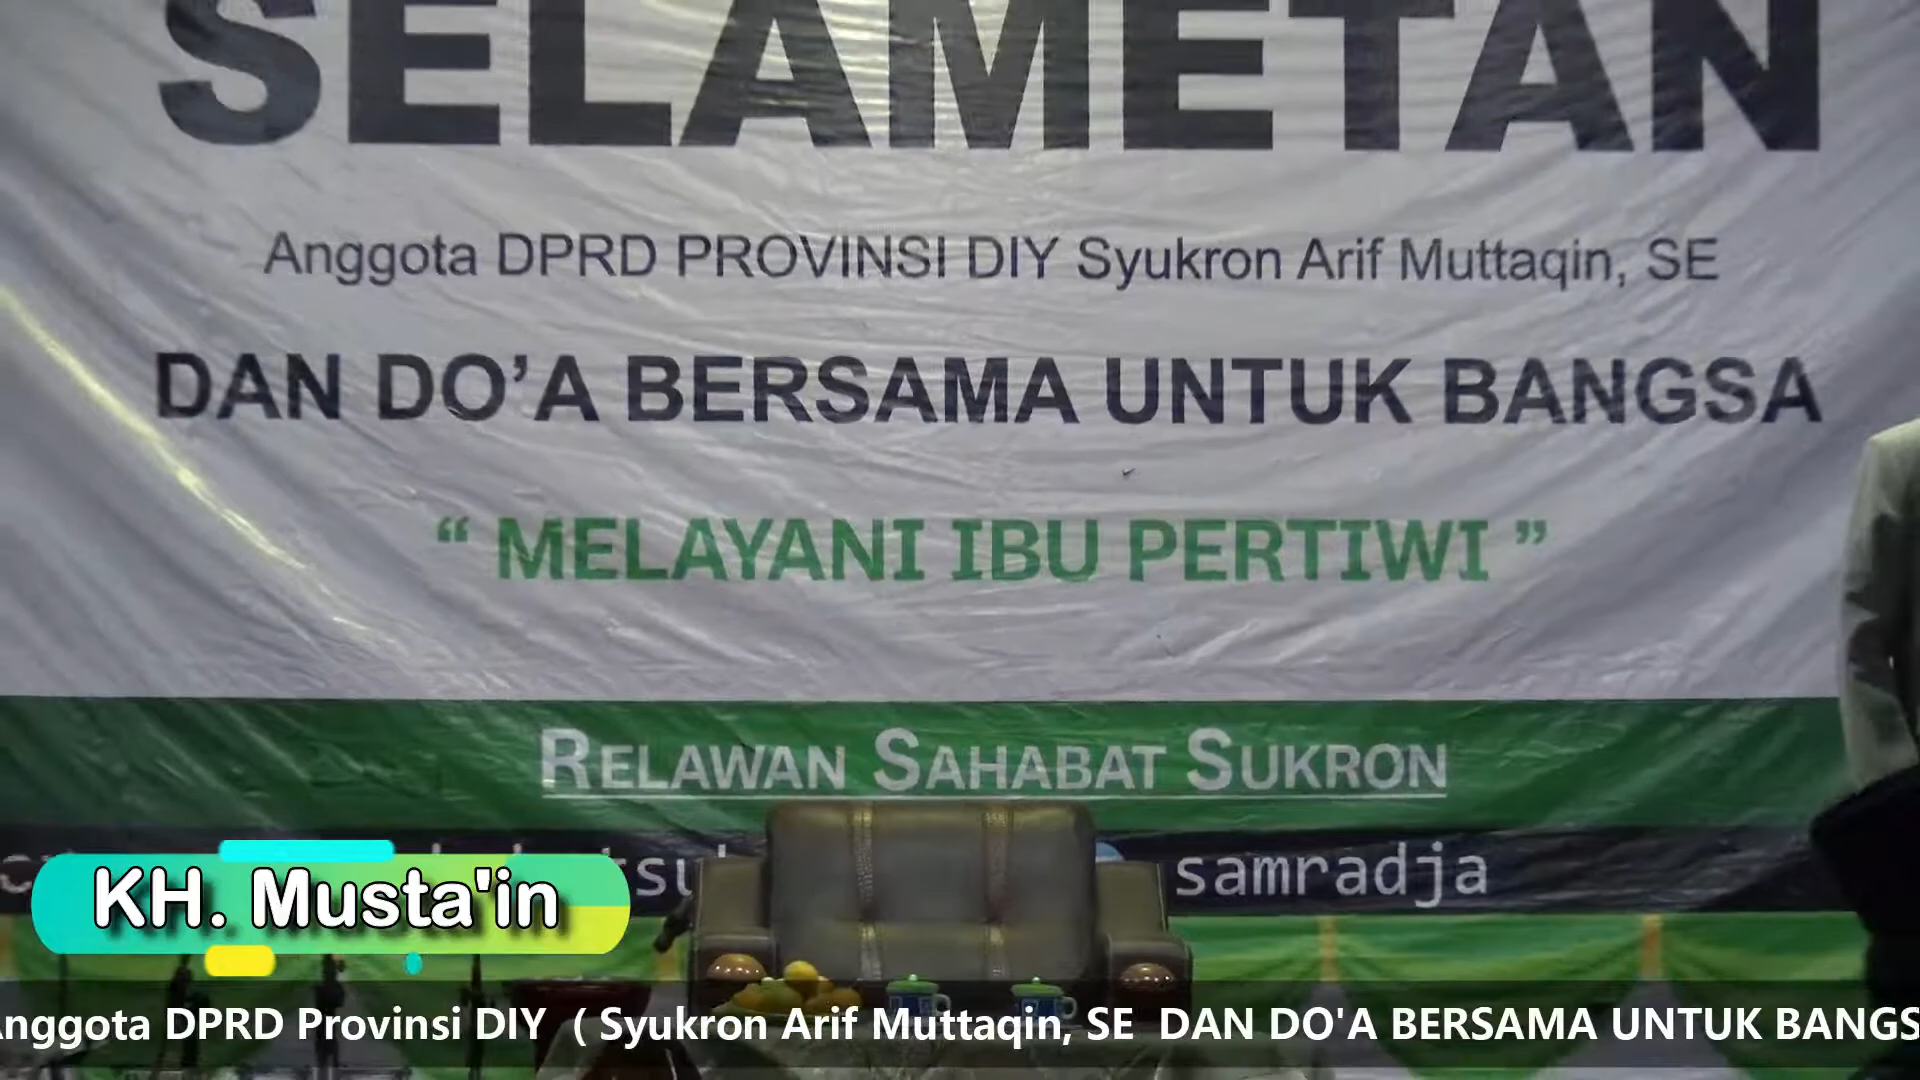 SELAMETAN
Anggota DPRD PROVINSI DIY Syukron Arif Muttaqin, SE
DAN DO'A BERSAMA UNTUK BANGSA
“ MELAYANI IBU PERTIWI ”
RELAWAN SAHABAT SUKRON
samradja
KH. Musta'in
Anggota DPRD Provinsi DIY ( Syukron Arif Muttaqin, SE DAN DO'A BERSAMA UNTUK BANGS